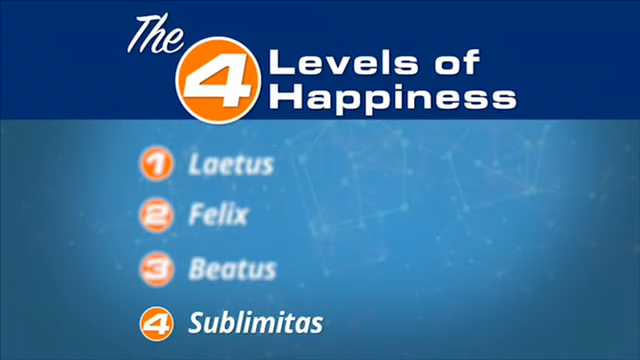 The
4 Levels of
Happiness
1 Laetus
2 Felix
3 Beatus
4 Sublimitas